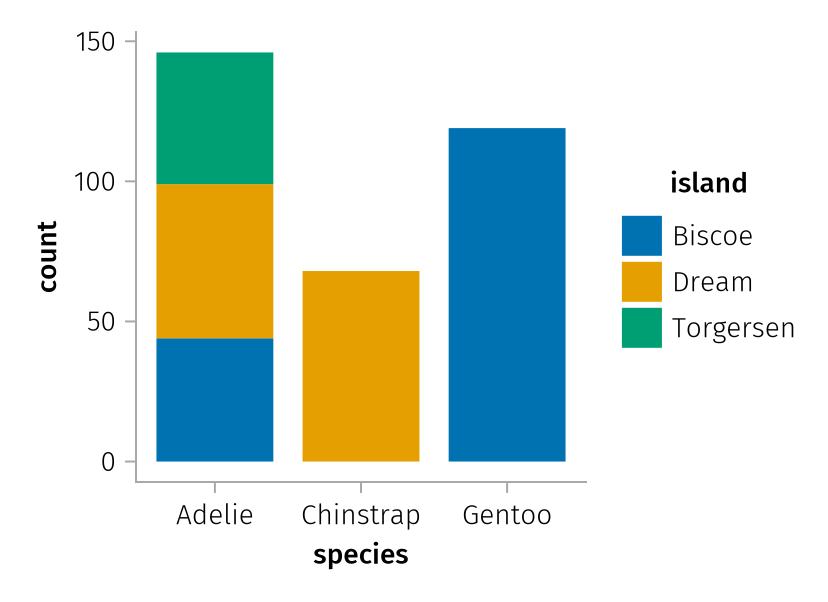 150
100
50
0
count
Adelie
Chinstrap
Gentoo
species
island
Biscoe
Dream
Torgersen